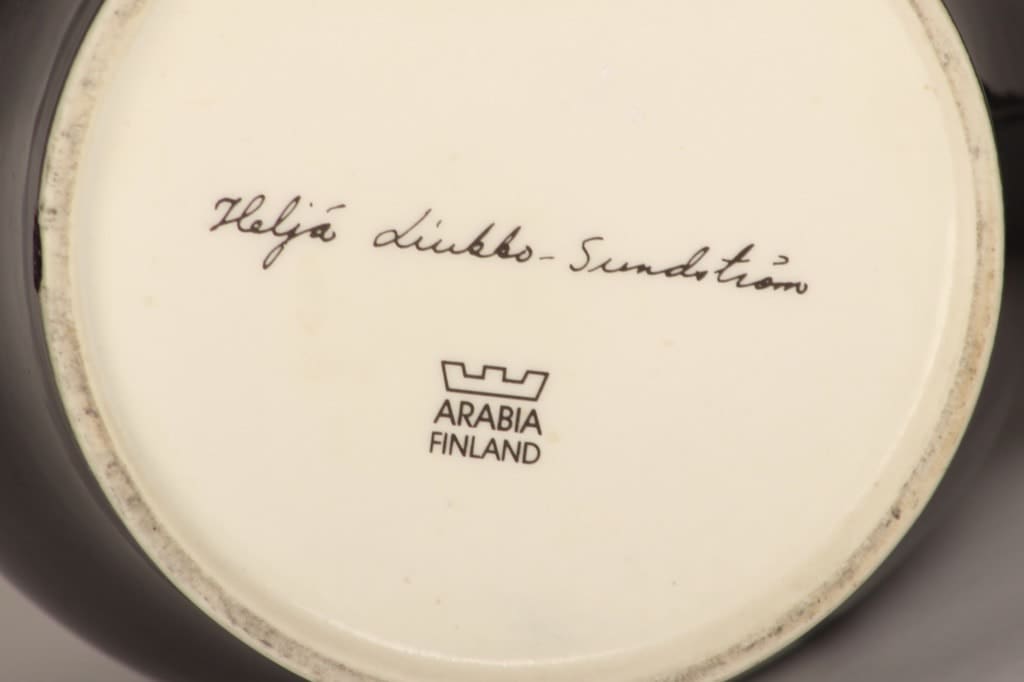 Heljä Liukko-Sundström
ARABIA
FINLAND